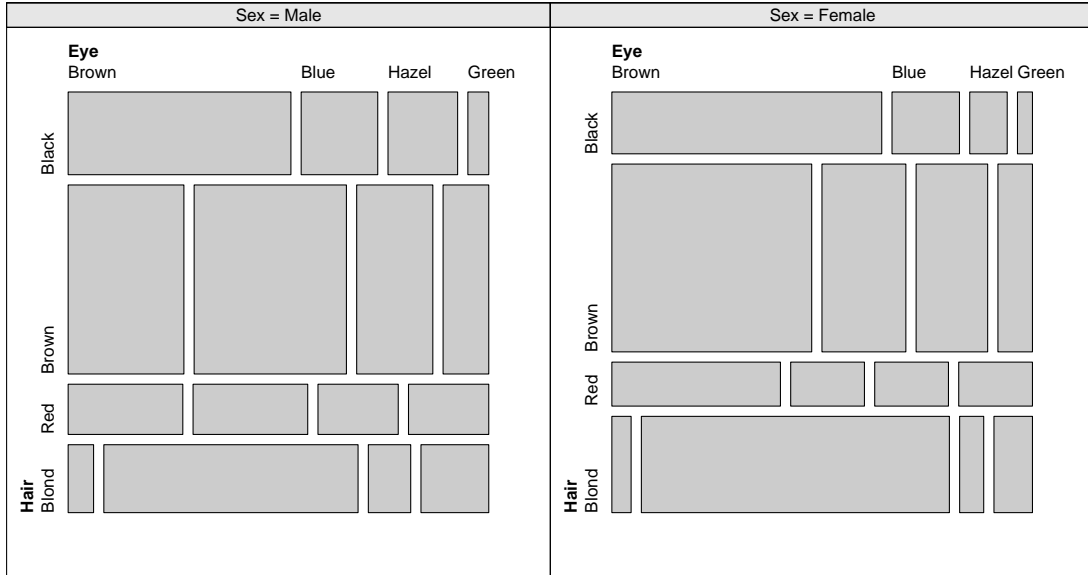 Sex = Male
Eye
Brown Blue Hazel Green
Black
Brown
Red
Blond
Hair
Sex = Female
Eye
Brown Blue Hazel Green
Black
Brown
Red
Blond
Hair